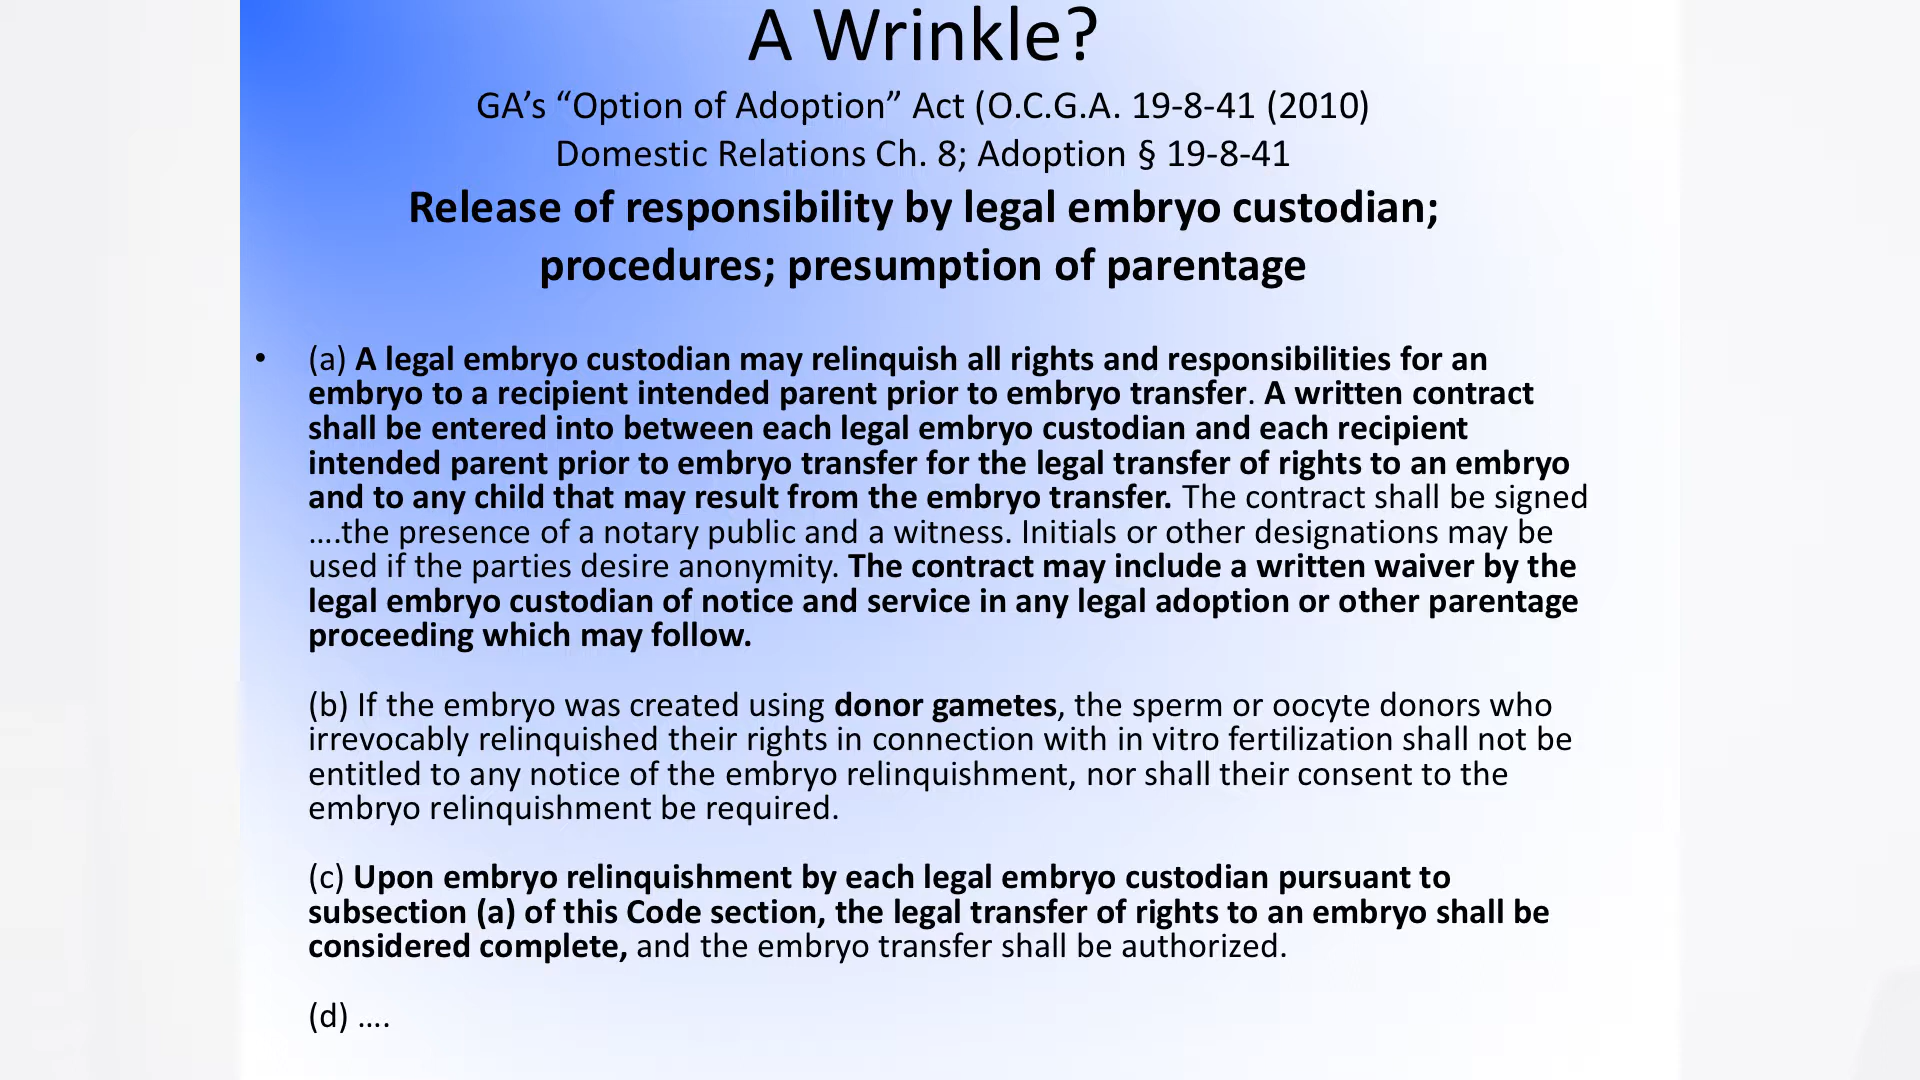 A Wrinkle?
GA’s “Option of Adoption” Act (O.C.G.A. 19-8-41 (2010)
Domestic Relations Ch. 8; Adoption § 19-8-41
Release of responsibility by legal embryo custodian;
procedures; presumption of parentage
• (a) A legal embryo custodian may relinquish all rights and responsibilities for an
embryo to a recipient intended parent prior to embryo transfer. A written contract
shall be entered into between each legal embryo custodian and each recipient
intended parent prior to embryo transfer for the legal transfer of rights to an embryo
and to any child that may result from the embryo transfer. The contract shall be signed
….the presence of a notary public and a witness. Initials or other designations may be
used if the parties desire anonymity. The contract may include a written waiver by the
legal embryo custodian of notice and service in any legal adoption or other parentage
proceeding which may follow.
(b) If the embryo was created using donor gametes, the sperm or oocyte donors who
irrevocably relinquished their rights in connection with in vitro fertilization shall not be
entitled to any notice of the embryo relinquishment, nor shall their consent to the
embryo relinquishment be required.
(c) Upon embryo relinquishment by each legal embryo custodian pursuant to
subsection (a) of this Code section, the legal transfer of rights to an embryo shall be
considered complete, and the embryo transfer shall be authorized.
(d) ….